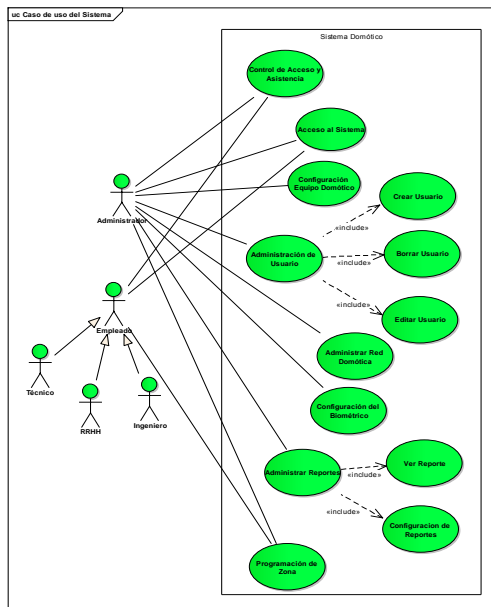 uc Caso de uso del Sistema
Sistema Domótico
Control de Acceso y
Asistencia
Acceso al Sistema
Configuración
Equipo Domótico
Crear Usuario
Administrador
«include»
Administración de
Usuario
«include»
Borrar Usuario
«include»
Editar Usuario
Empleado
Administrar Red
Domótica
Técnico
RRHH
Ingeniero
Configuración del
Biométrico
Administrar Reportes
Ver Reporte
«include»
«include»
Configuracion de
Reportes
Programación de
Zona